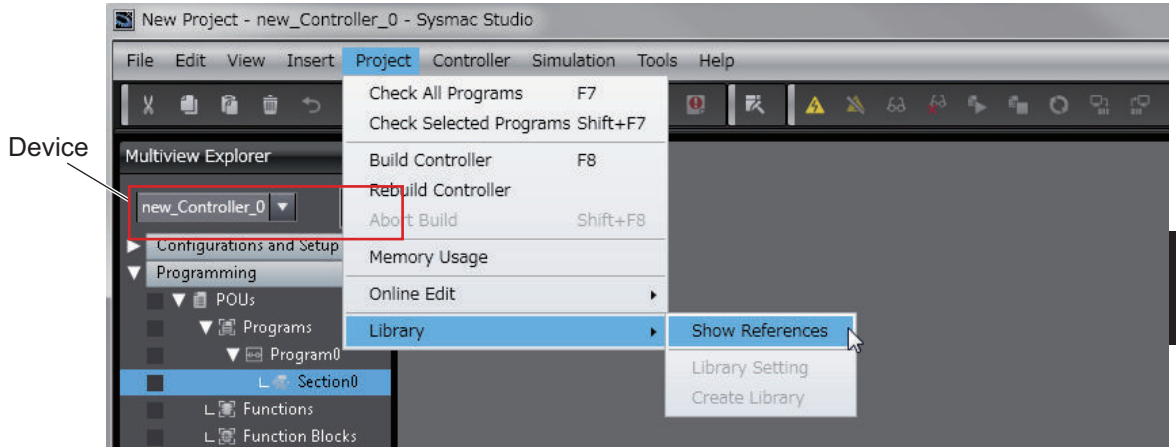 New Project - new_Controller_0 - Sysmac Studio
File Edit View Insert Project Controller Simulation Tools Help
Check All Programs F7
Check Selected Programs Shift+F7
Device
Multiview Explorer
Build Controller F8
Rebuild Controller
new_Controller_0
Abort Build Shift+F8
Configurations and Setup
Memory Usage
Programming
Online Edit
POUs
Programs
Library
Show References
Program0
Library Setting
Section0
Create Library
Functions
Function Blocks